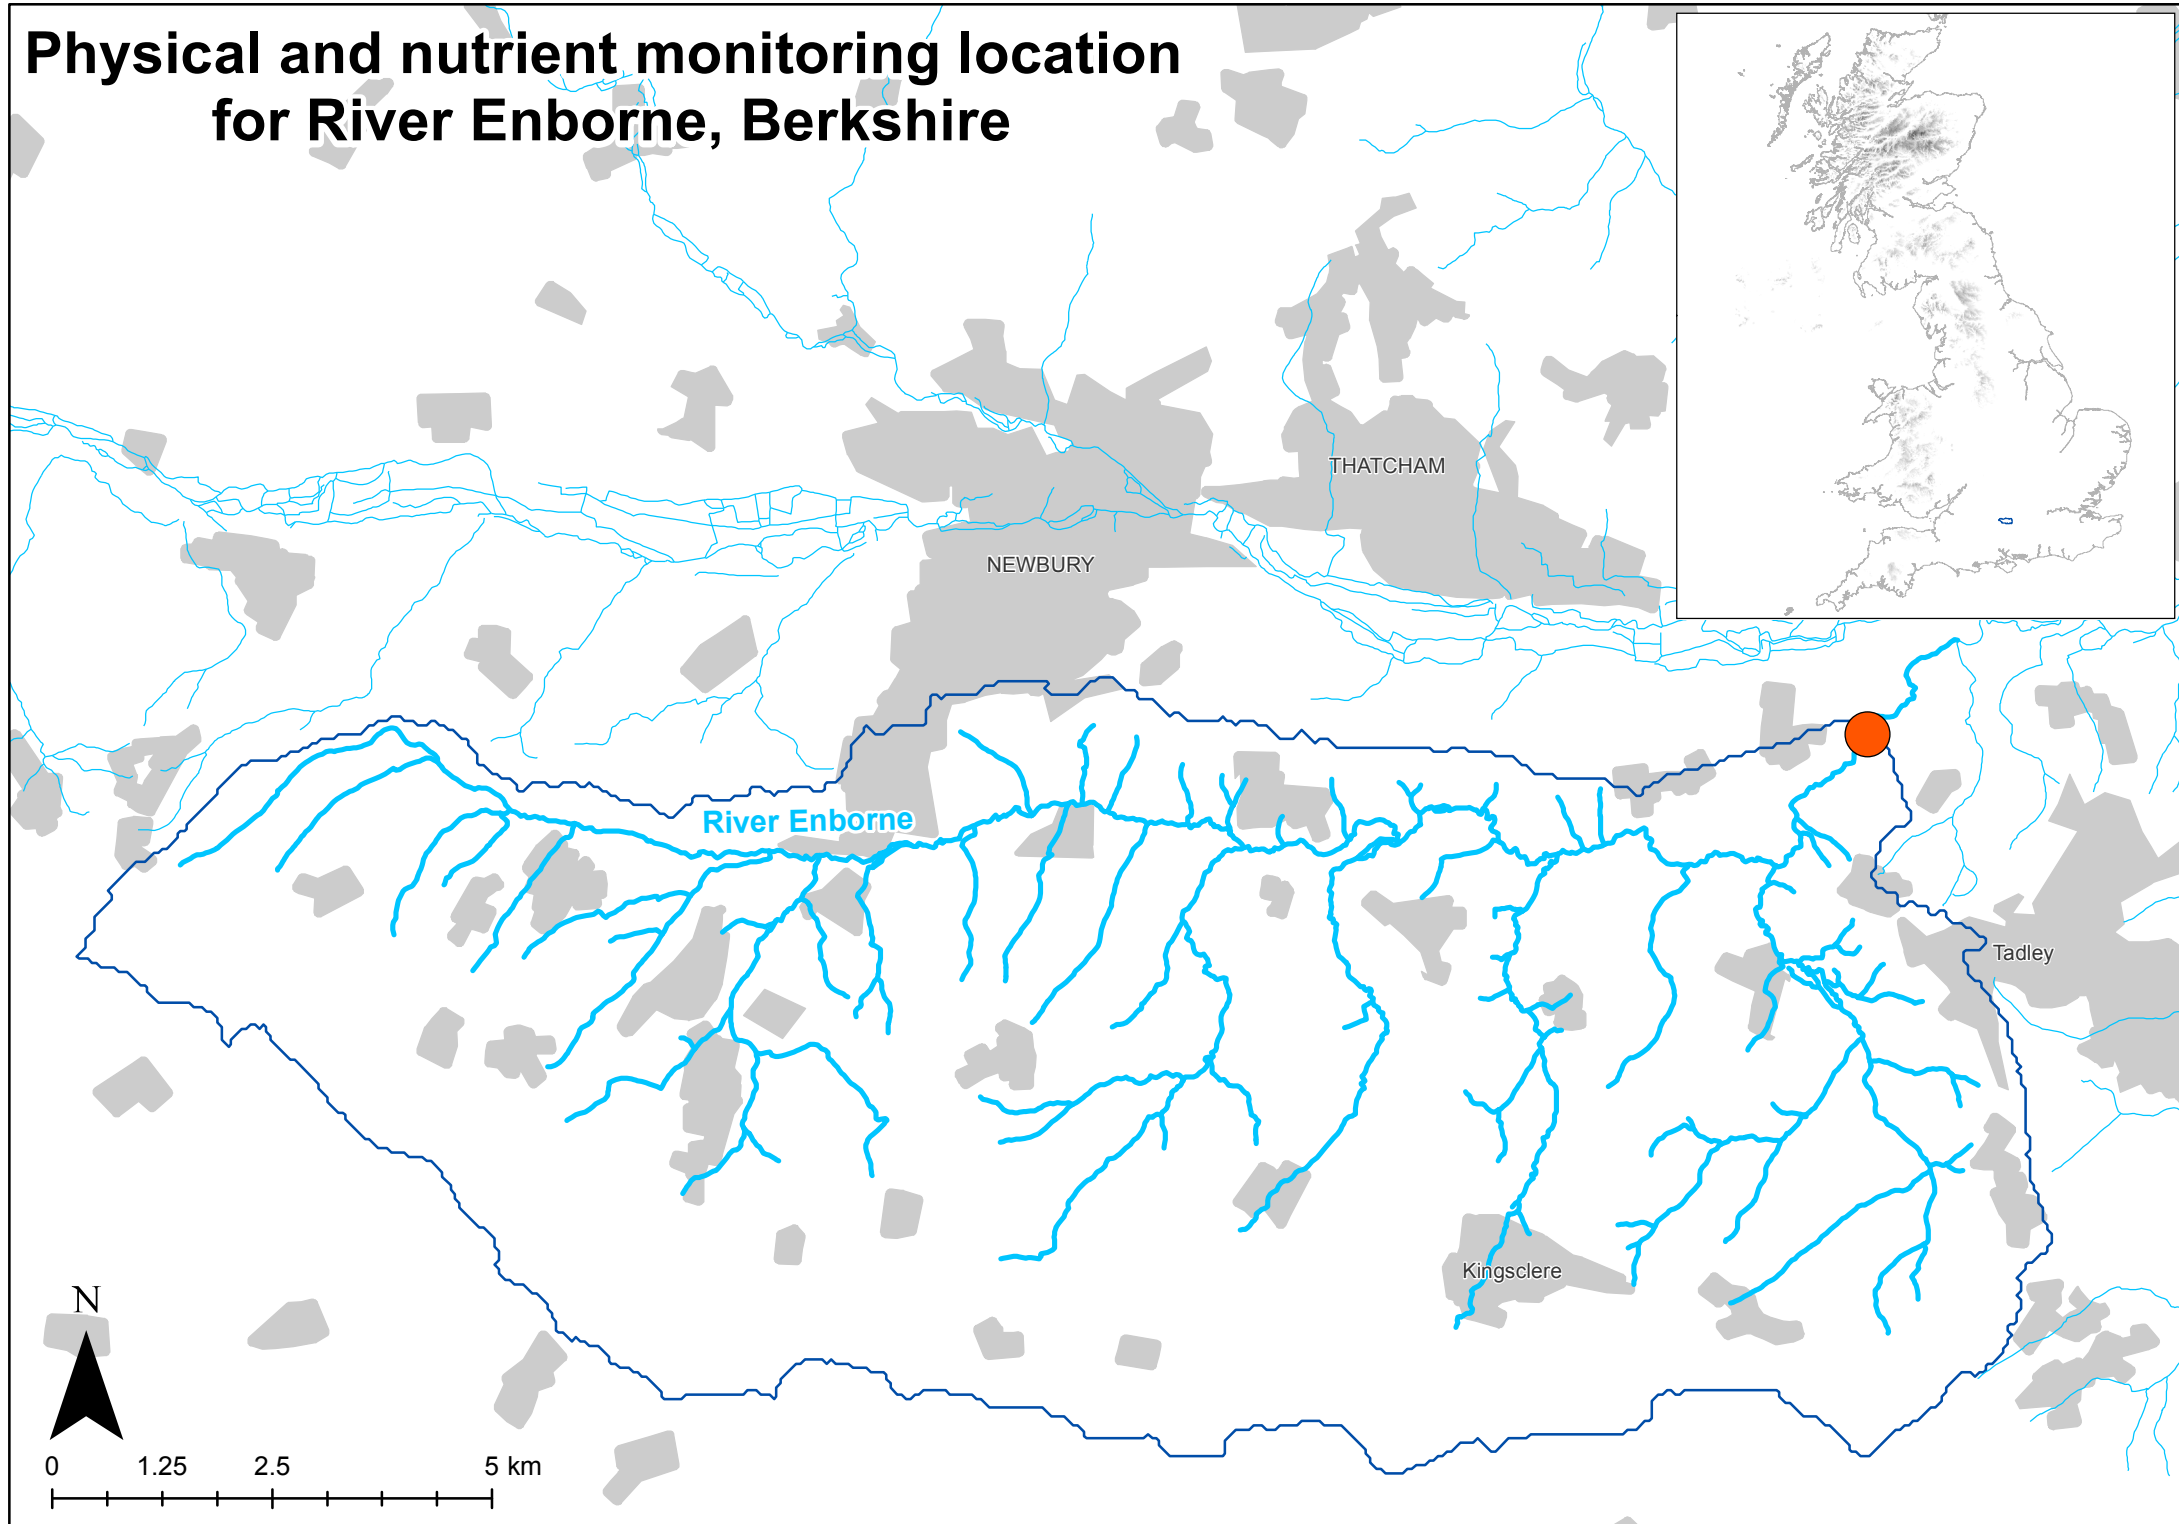 Physical and nutrient monitoring location
for River Enborne, Berkshire
THATCHAM
NEWBURY
River Enborne
Tadley
Kingsclere
N
0 1.25 2.5 5 km